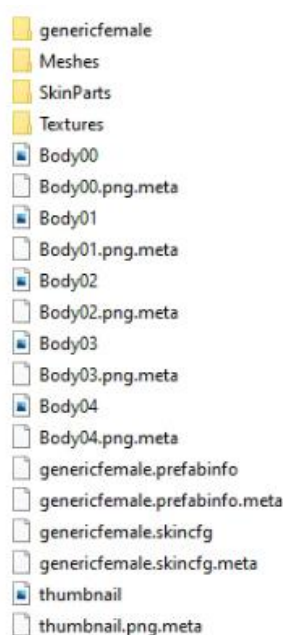 genericfemale
Meshes
SkinParts
Textures
Body00
Body00.png.meta
Body01
Body01.png.meta
Body02
Body02.png.meta
Body03
Body03.png.meta
Body04
Body04.png.meta
genericfemale.prefabinfo
genericfemale.prefabinfo.meta
genericfemale.skincfg
genericfemale.skincfg.meta
thumbnail
thumbnail.png.meta